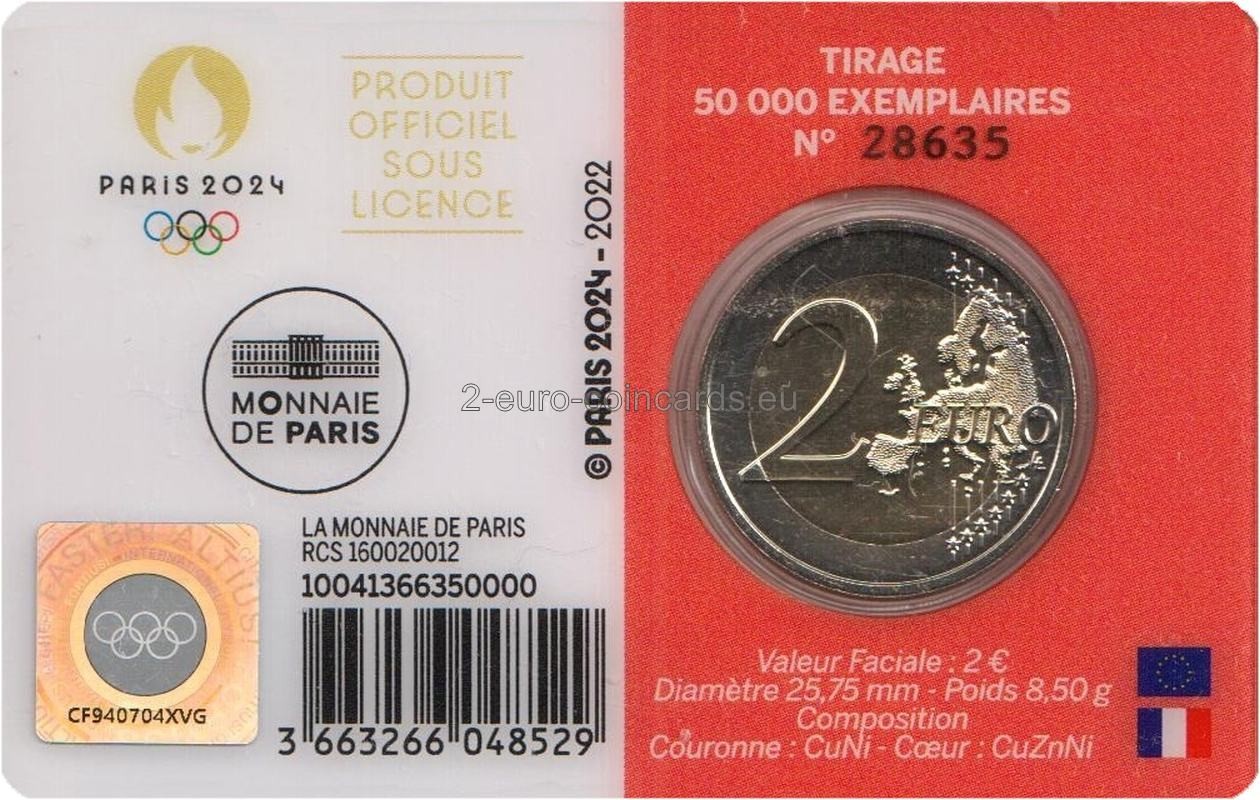 PARIS 2024
PRODUIT
OFFICIEL
SOUS
LICENCE
© PARIS 2024 - 2022
MONNAIE
DE PARIS
LA MONNAIE DE PARIS
RCS 160020012
10041366350000
3 663266 048529
CF940704XVG
TIRAGE
50 000 EXEMPLAIRES
N° 28635
2 EURO
2-euro-coincards.eu
Valeur Faciale : 2 €
Diamètre 25,75 mm - Poids 8,50 g
Composition
Couronne : CuNi - Cœur : CuZnNi